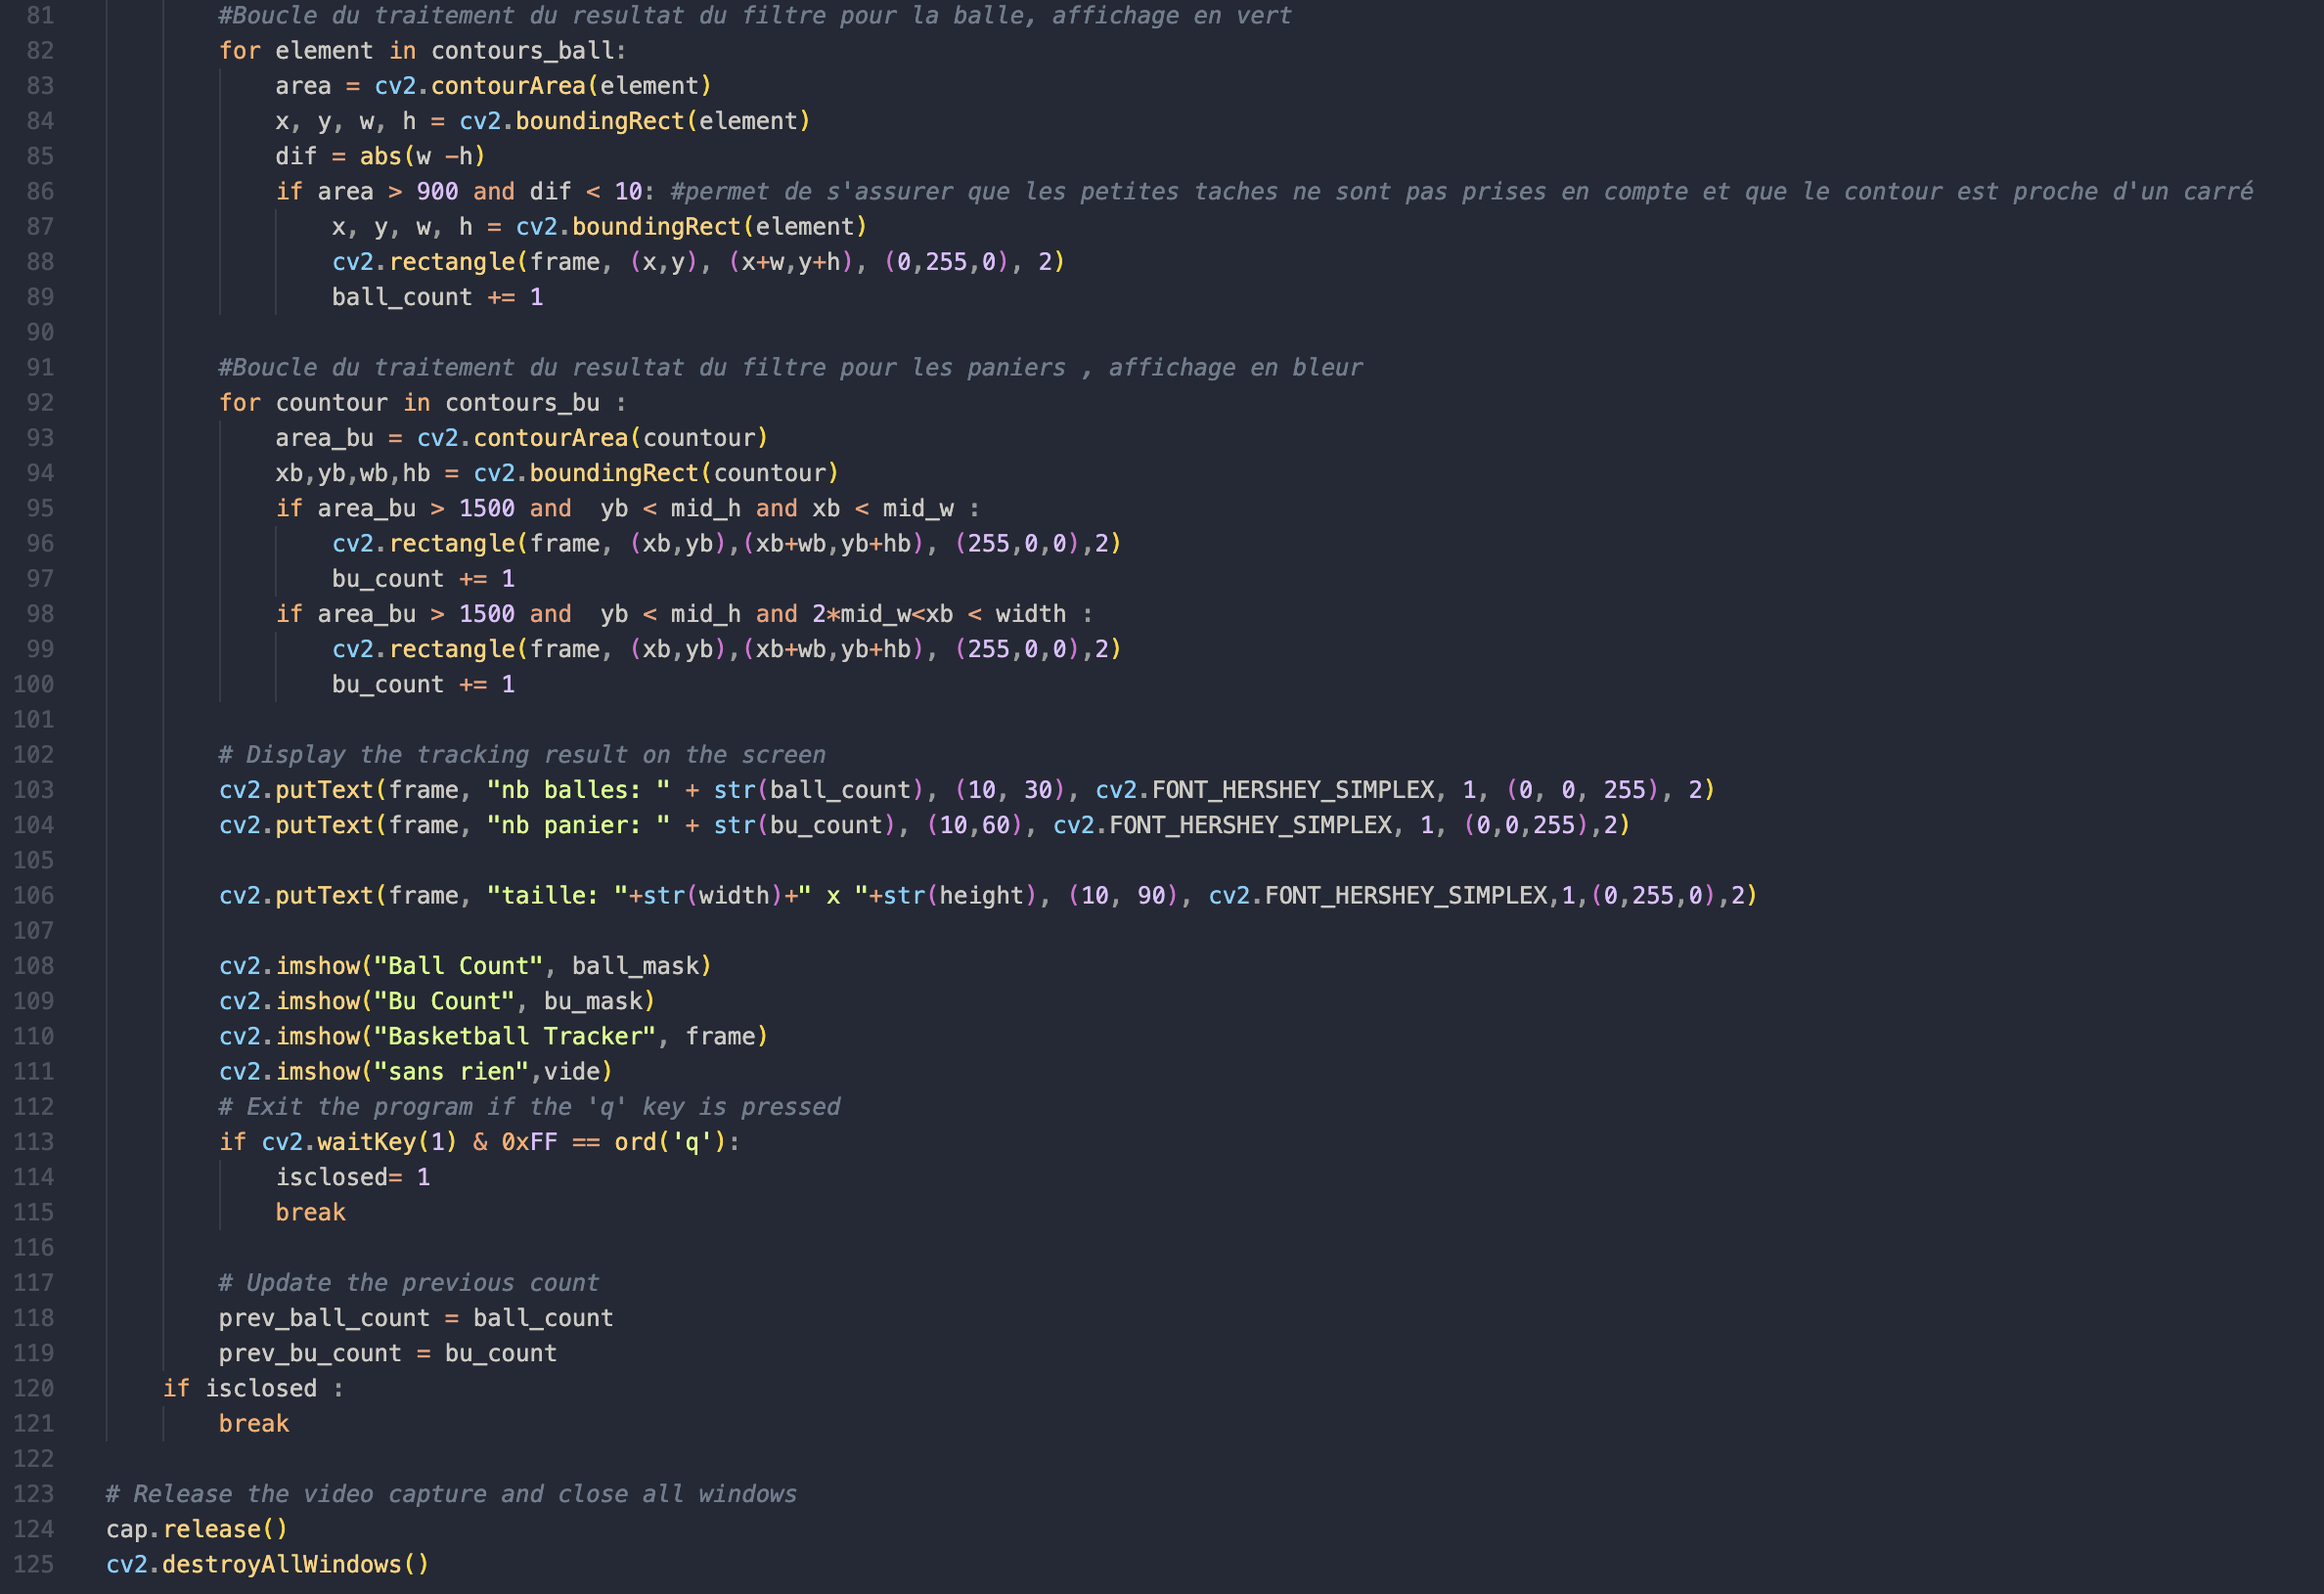 81 #Boucle du traitement du resultat du filtre pour la balle, affichage en vert
82 for element in contours_ball:
83 area = cv2.contourArea(element)
84 x, y, w, h = cv2.boundingRect(element)
85 dif = abs(w -h)
86 if area > 900 and dif < 10: #permet de s'assurer que les petites taches ne sont pas prises en compte et que le contour est proche d'un carré
87 x, y, w, h = cv2.boundingRect(element)
88 cv2.rectangle(frame, (x,y), (x+w,y+h), (0,255,0), 2)
89 ball_count += 1
90
91 #Boucle du traitement du resultat du filtre pour les paniers , affichage en bleur
92 for countour in contours_bu :
93 area_bu = cv2.contourArea(countour)
94 xb,yb,wb,hb = cv2.boundingRect(countour)
95 if area_bu > 1500 and  yb < mid_h and xb < mid_w :
96 cv2.rectangle(frame, (xb,yb),(xb+wb,yb+hb), (255,0,0),2)
97 bu_count += 1
98 if area_bu > 1500 and  yb < mid_h and 2*mid_w<xb < width :
99 cv2.rectangle(frame, (xb,yb),(xb+wb,yb+hb), (255,0,0),2)
100 bu_count += 1
101
102 # Display the tracking result on the screen
103 cv2.putText(frame, "nb balles: " + str(ball_count), (10, 30), cv2.FONT_HERSHEY_SIMPLEX, 1, (0, 0, 255), 2)
104 cv2.putText(frame, "nb panier: " + str(bu_count), (10,60), cv2.FONT_HERSHEY_SIMPLEX, 1, (0,0,255),2)
105
106 cv2.putText(frame, "taille: "+str(width)+" x "+str(height), (10, 90), cv2.FONT_HERSHEY_SIMPLEX,1,(0,255,0),2)
107
108 cv2.imshow("Ball Count", ball_mask)
109 cv2.imshow("Bu Count", bu_mask)
110 cv2.imshow("Basketball Tracker", frame)
111 cv2.imshow("sans rien",vide)
112 # Exit the program if the 'q' key is pressed
113 if cv2.waitKey(1) & 0xFF == ord('q'):
114 isclosed= 1
115 break
116
117 # Update the previous count
118 prev_ball_count = ball_count
119 prev_bu_count = bu_count
120 if isclosed :
121 break
122
123 # Release the video capture and close all windows
124 cap.release()
125 cv2.destroyAllWindows()